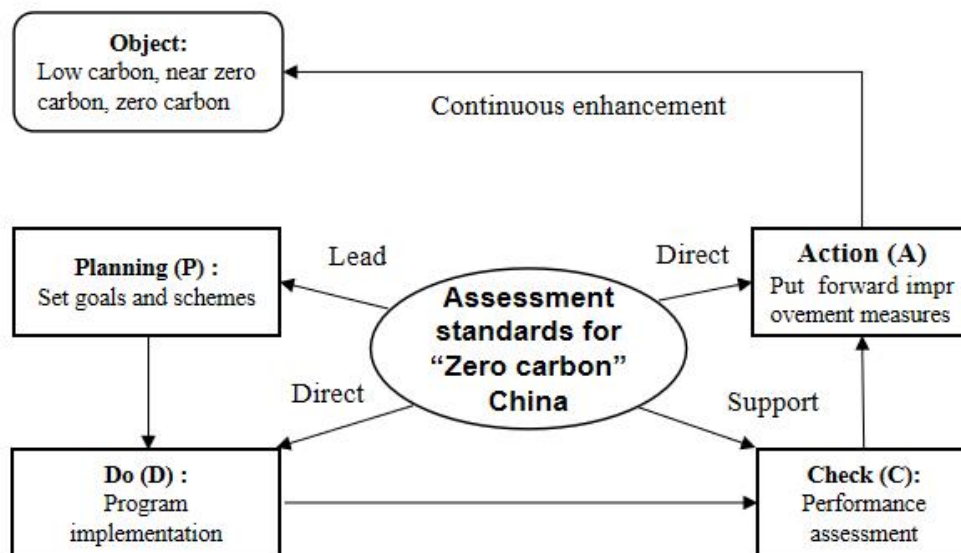 Object:
Low carbon, near zero
carbon, zero carbon
Continuous enhancement
Planning (P) :
Set goals and schemes
Lead
Direct
Action (A)
Put forward impr
ovement measures
Assessment
standards for
“Zero carbon”
China
Direct
Support
Do (D) :
Program
implementation
Check (C):
Performance
assessment